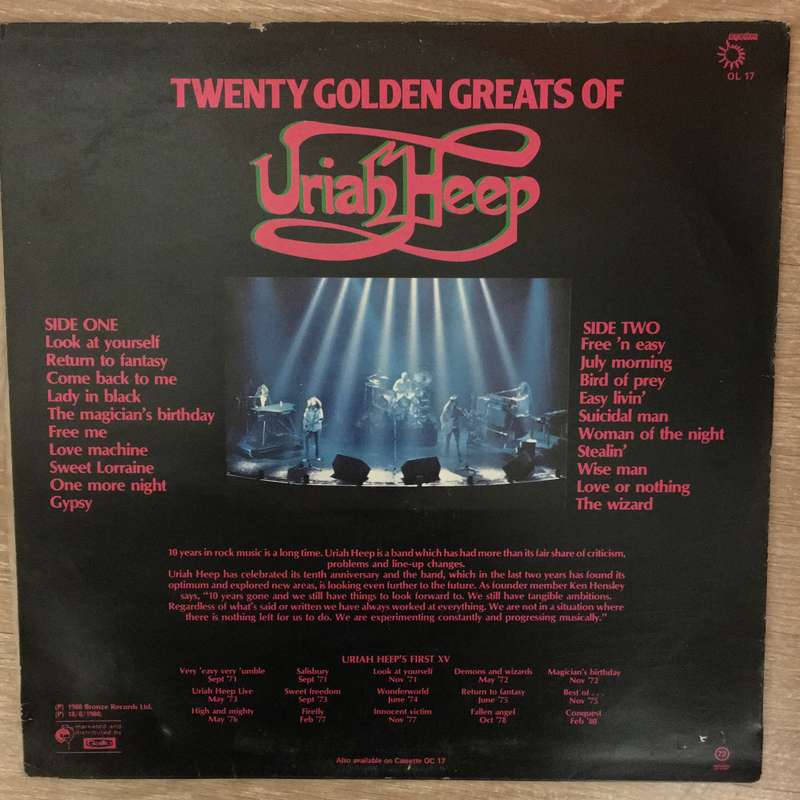 OL 17
TWENTY GOLDEN GREATS OF
Uriah Heep
SIDE ONE
Look at yourself
Return to fantasy
Come back to me
Lady in black
The magician's birthday
Free me
Love machine
Sweet Lorraine
One more night
Gypsy
SIDE TWO
Free 'n easy
July morning
Bird of prey
Easy livin'
Suicidal man
Woman of the night
Stealin'
Wise man
Love or nothing
The wizard
10 years in rock music is a long time. Uriah Heep is a band which has had more than its fair share of criticism,
problems and line-up changes.
Uriah Heep has celebrated its tenth anniversary and the band, which in the last two years has found its
optimum and explored new areas, is looking even further to the future. As founder member Ken Hensley
says, "10 years gone and we still have things to look forward to. We still have tangible ambitions.
Regardless of what's said or written we have always worked at everything. We are not in a situation where
there is nothing left for us to do. We are experimenting constantly and progressing musically."
URIAH HEEP'S FIRST XV
Very 'eavy very 'umble Salisbury Look at yourself Demons and wizards Magician's birthday
Sept '71 Sept '71 Nov '71 May '72 Nov '72
Uriah Heep Live Sweet freedom Wonderworld Return to fantasy Best of . . .
May '73 Sept '73 June '74 June '75 Nov '75
High and mighty Firefly Innocent victim Fallen angel Conquest
May '76 Feb '77 Nov '77 Oct '78 Feb '80
(P) 1980 Bronze Records Ltd.
(P) 18/8/1980,
marketed and
distributed by
Gallo
Also available on Cassette OC 17
72